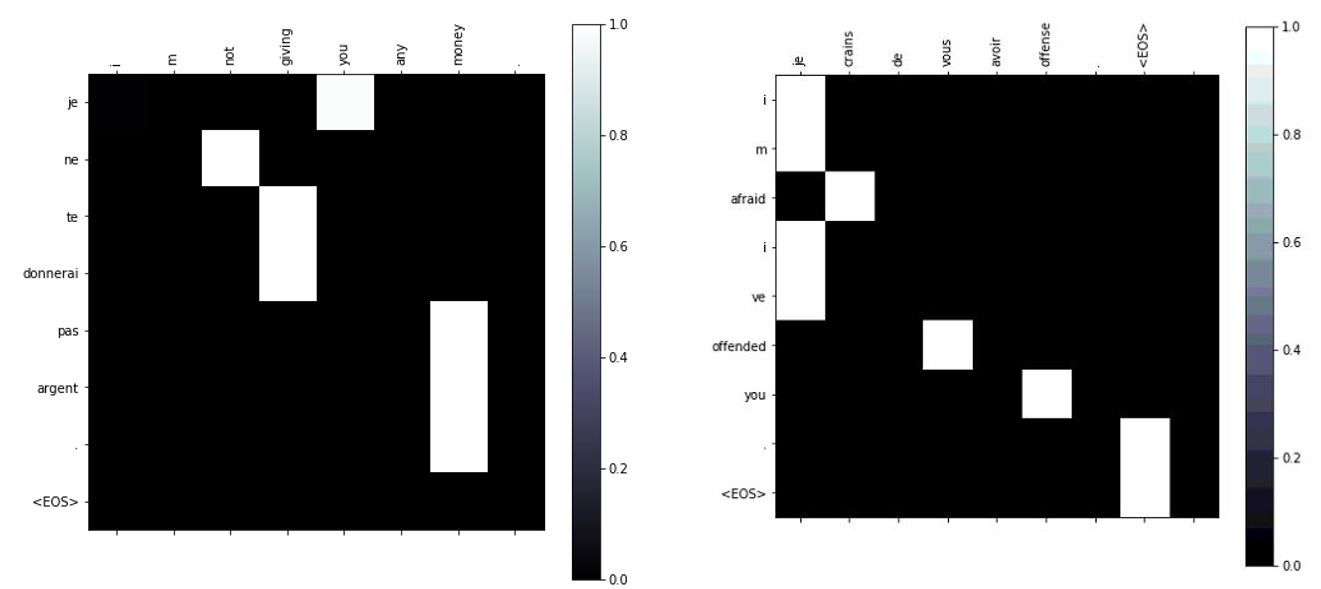 i m not giving you any money .
je
ne
te
donnerai
pas
argent
.
<EOS>
1.0
0.8
0.6
0.4
0.2
0.0
je crains de vous avoir offense . <EOS>
i
m
afraid
i
ve
offended
you
.
<EOS>
1.0
0.8
0.6
0.4
0.2
0.0